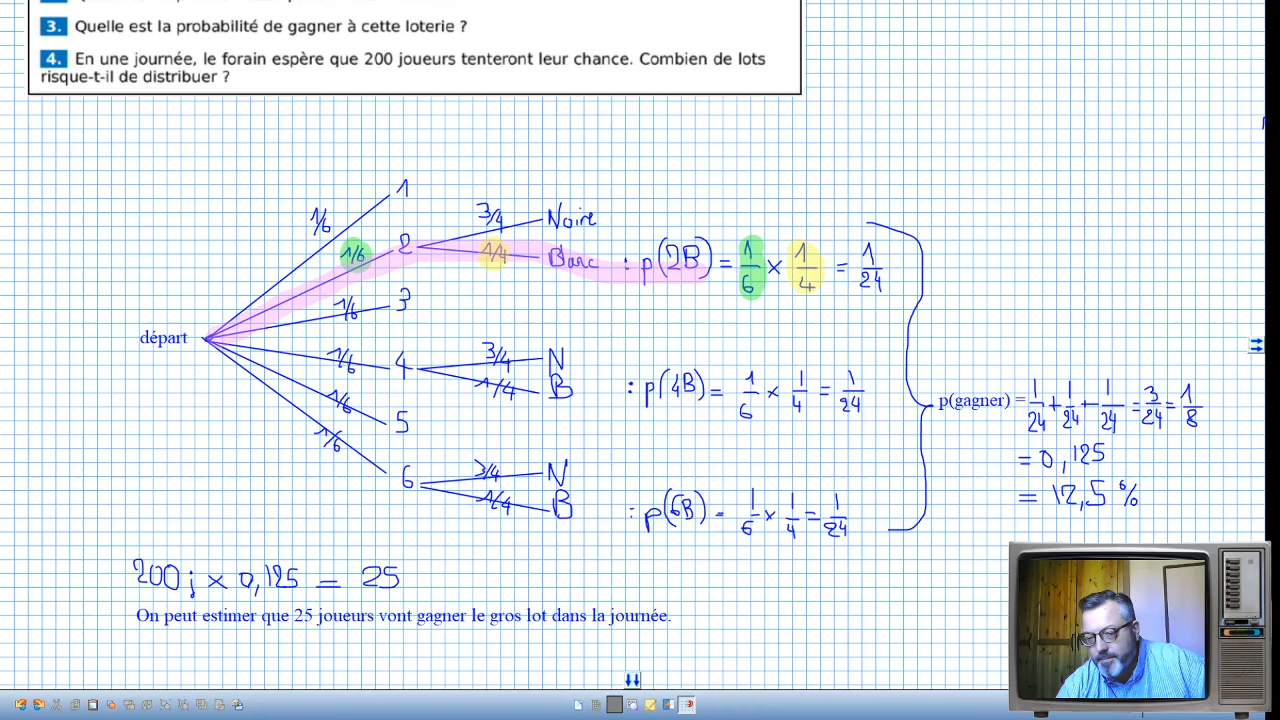 3. Quelle est la probabilité de gagner à cette loterie ?
4. En une journée, le forain espère que 200 joueurs tenteront leur chance. Combien de lots
risque-t-il de distribuer ?
départ
1/6 1
1/6 2
3/4 Noire
1/4 Banc : p(2B) = 1/6 × 1/4 = 1/24
1/6 3
1/6 4
3/4 N
1/4 B : p(4B) = 1/6 × 1/4 = 1/24
1/6 5
1/6 6
3/4 N
1/4 B : p(6B) = 1/6 × 1/4 = 1/24
p(gagner) = 1/24 + 1/24 + 1/24 = 3/24 = 1/8
= 0,125
= 12,5 %
200 j × 0,125 = 25
On peut estimer que 25 joueurs vont gagner le gros lot dans la journée.